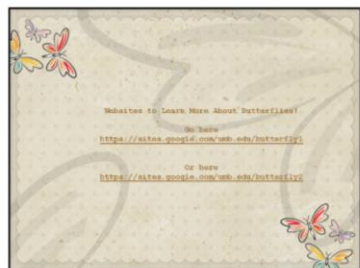 Websites to Learn More About Butterflies!
Go here
https://sites.google.com/umb.edu/butterfly1
Or here
https://sites.google.com/umb.edu/butterfly2